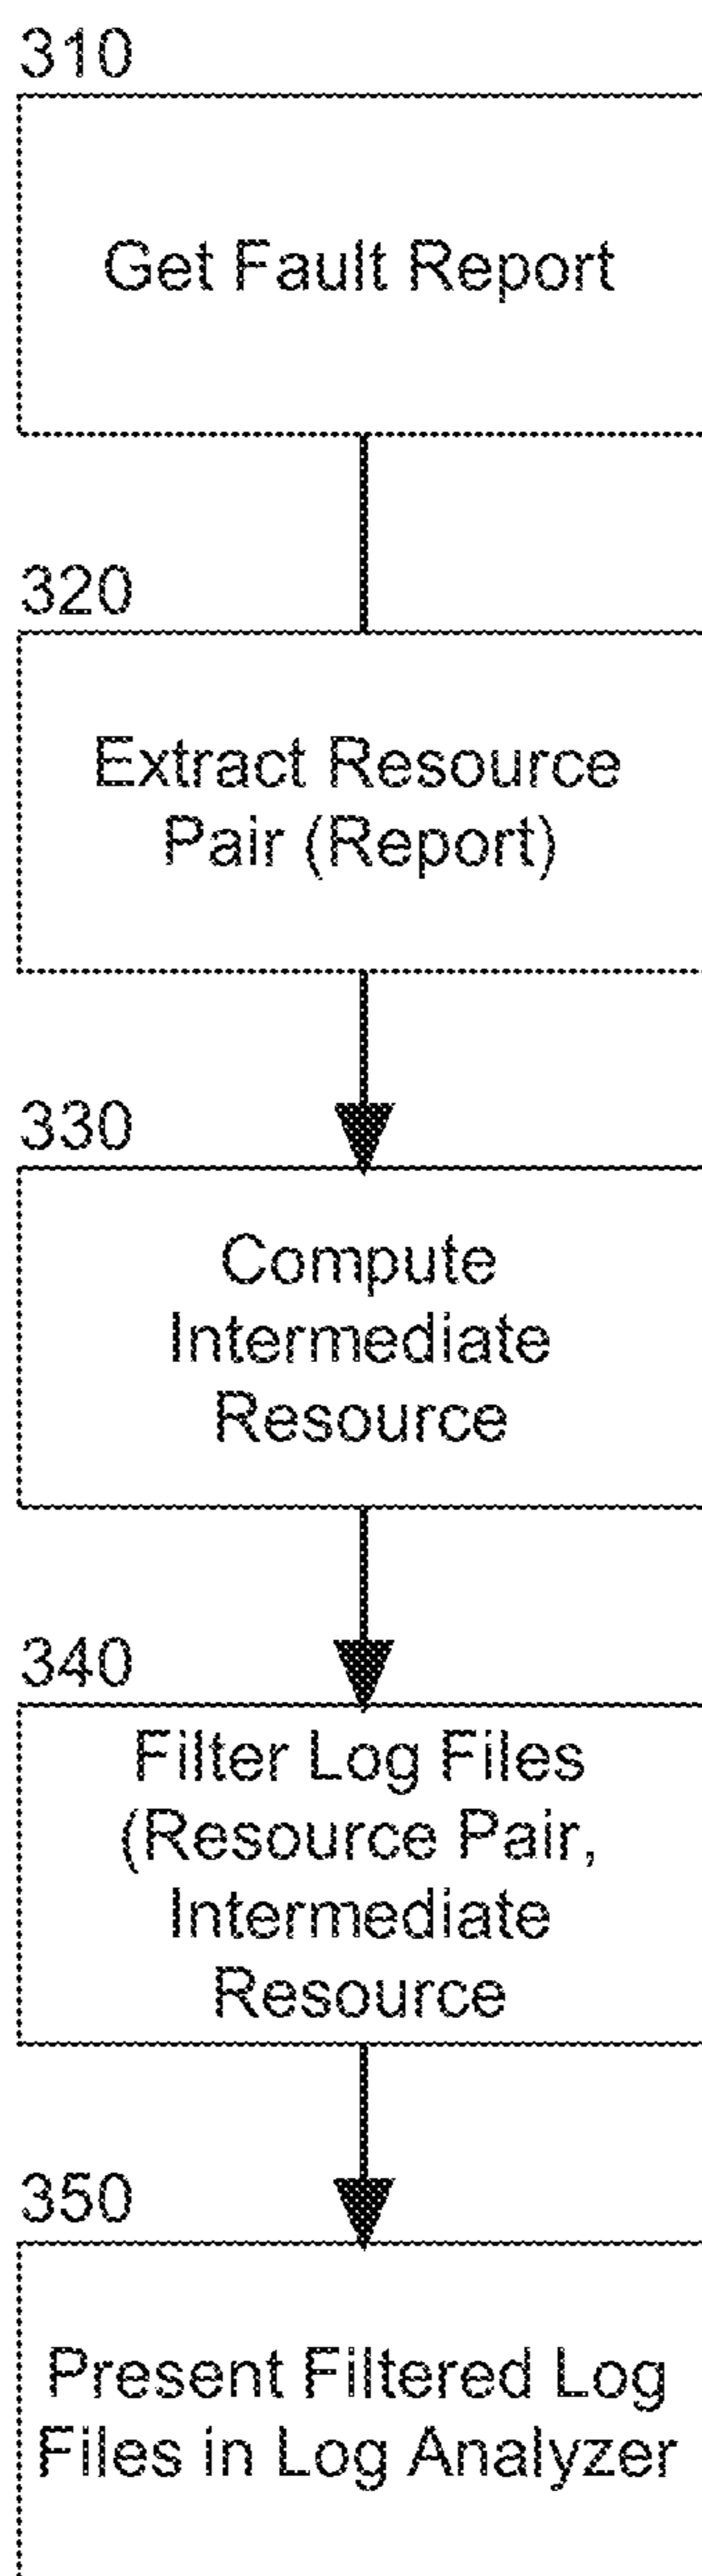 310
Get Fault Report
320
Extract Resource
Pair (Report)
330
Compute
Intermediate
Resource
340
Filter Log Files
(Resource Pair,
Intermediate
Resource
350
Present Filtered Log
Files in Log Analyzer